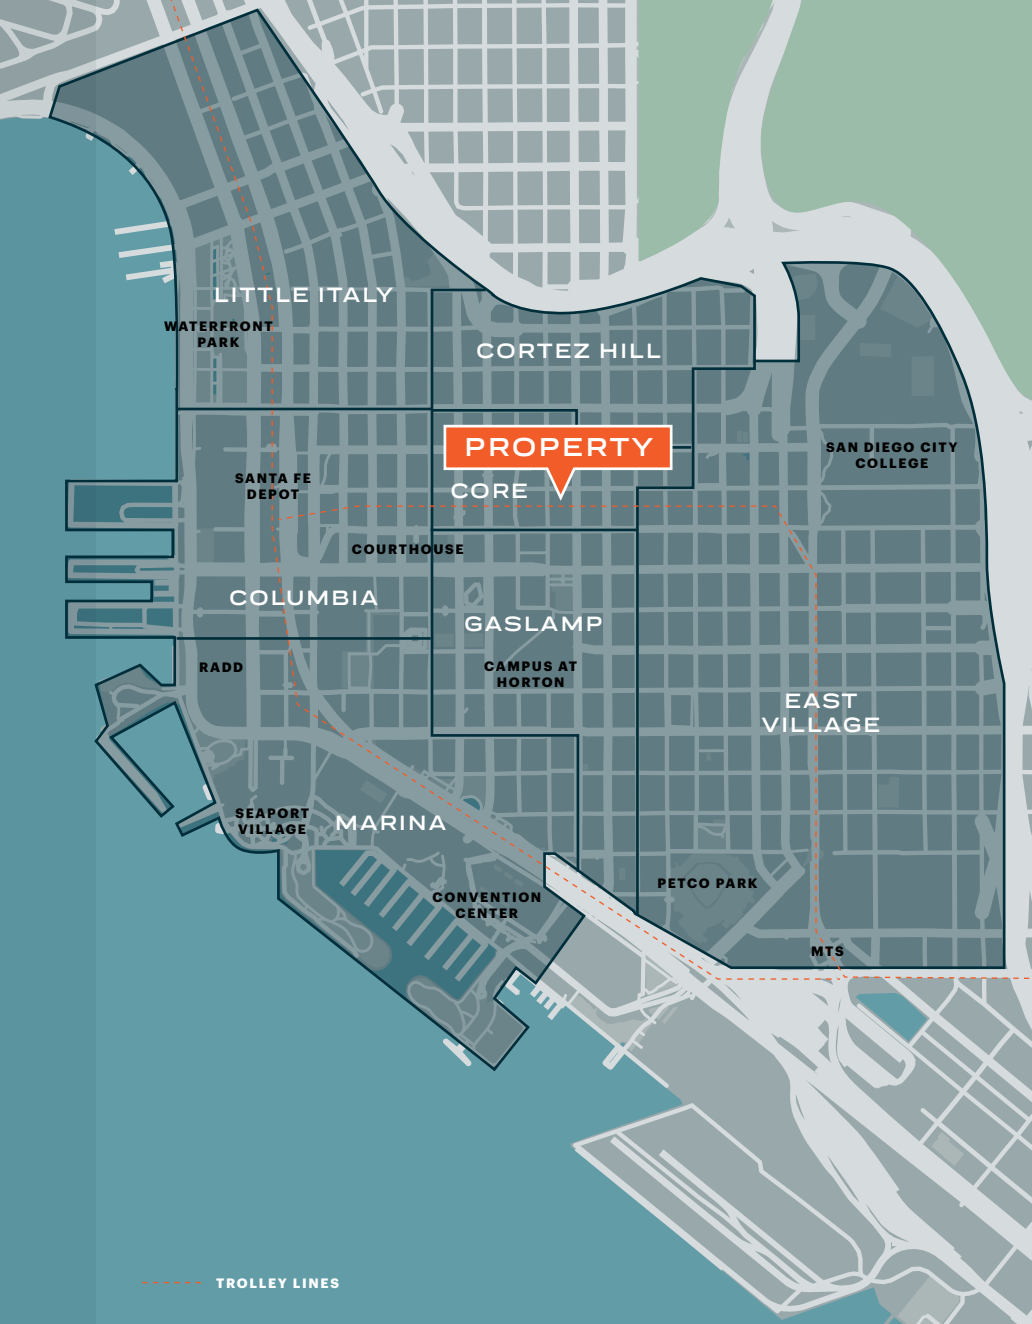 LITTLE ITALY
WATERFRONT
PARK
CORTEZ HILL
PROPERTY
SAN DIEGO CITY
COLLEGE
SANTA FE
DEPOT
CORE
COURTHOUSE
COLUMBIA
GASLAMP
RADD
CAMPUS AT
HORTON
EAST
VILLAGE
SEAPORT
VILLAGE
MARINA
CONVENTION
CENTER
PETCO PARK
MTS
TROLLEY LINES